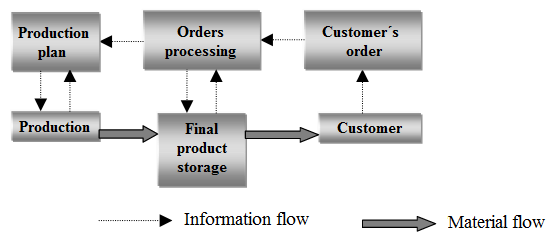 Production
plan
Orders
processing
Customer´s
order
Production
Final
product
storage
Customer
Information flow
Material flow